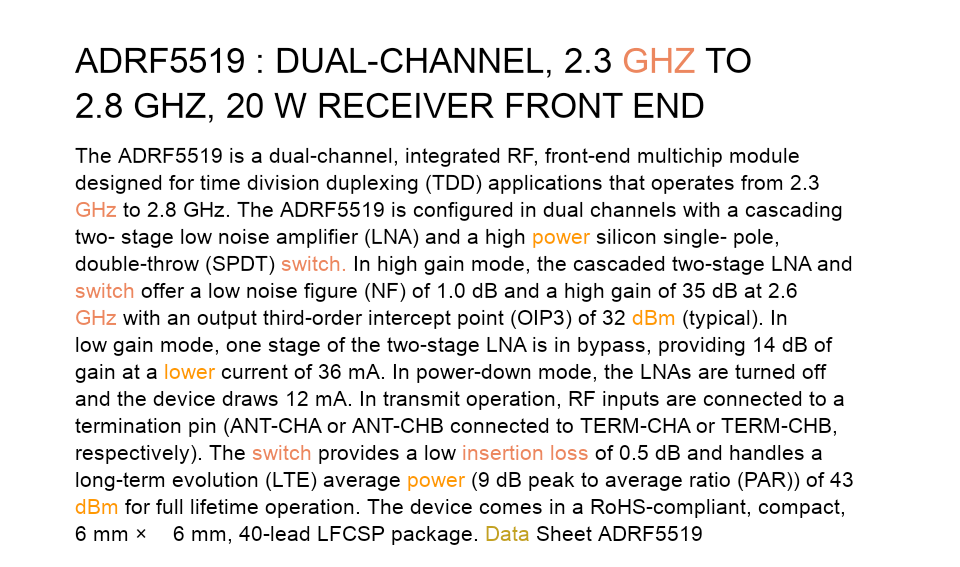 ADRF5519 : DUAL-CHANNEL, 2.3 GHZ TO
2.8 GHZ, 20 W RECEIVER FRONT END
The ADRF5519 is a dual-channel, integrated RF, front-end multichip module
designed for time division duplexing (TDD) applications that operates from 2.3
GHz to 2.8 GHz. The ADRF5519 is configured in dual channels with a cascading
two- stage low noise amplifier (LNA) and a high power silicon single- pole,
double-throw (SPDT) switch. In high gain mode, the cascaded two-stage LNA and
switch offer a low noise figure (NF) of 1.0 dB and a high gain of 35 dB at 2.6
GHz with an output third-order intercept point (OIP3) of 32 dBm (typical). In
low gain mode, one stage of the two-stage LNA is in bypass, providing 14 dB of
gain at a lower current of 36 mA. In power-down mode, the LNAs are turned off
and the device draws 12 mA. In transmit operation, RF inputs are connected to a
termination pin (ANT-CHA or ANT-CHB connected to TERM-CHA or TERM-CHB,
respectively). The switch provides a low insertion loss of 0.5 dB and handles a
long-term evolution (LTE) average power (9 dB peak to average ratio (PAR)) of 43
dBm for full lifetime operation. The device comes in a RoHS-compliant, compact,
6 mm × 6 mm, 40-lead LFCSP package. Data Sheet ADRF5519